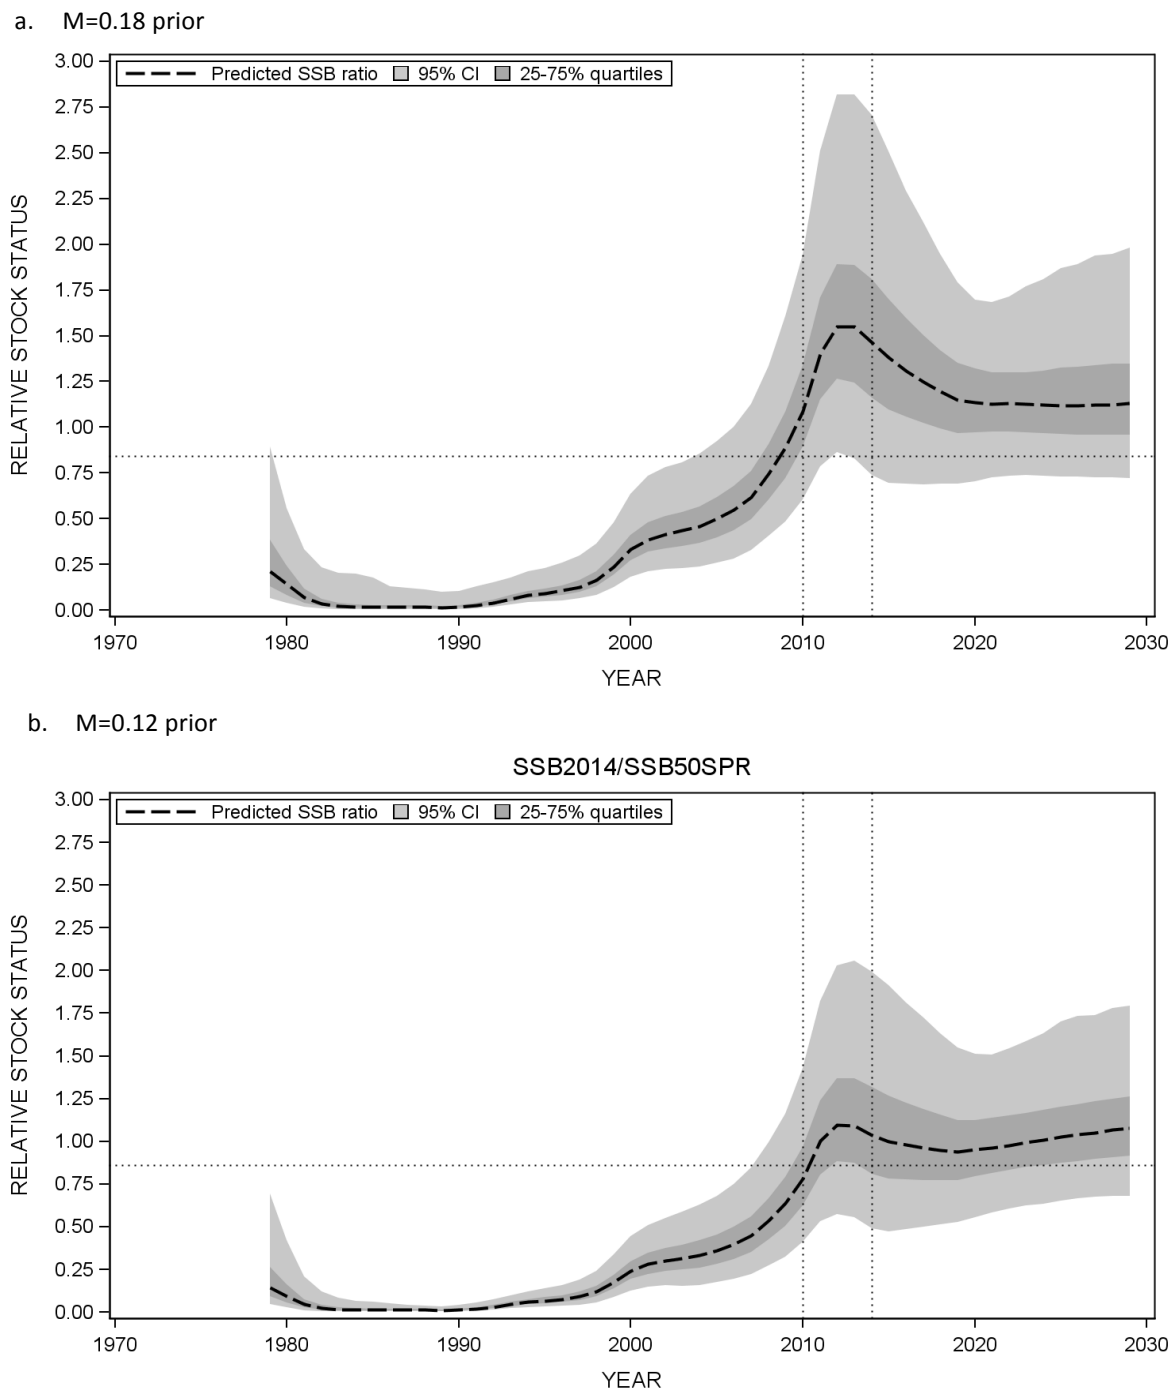 a. M=0.18 prior
3.00
Predicted SSB ratio 95% CI 25-75% quartiles
2.75
2.50
2.25
2.00
1.75
1.50
1.25
1.00
0.75
0.50
0.25
0.00
RELATIVE STOCK STATUS
1970 1980 1990 2000 2010 2020 2030
YEAR
b. M=0.12 prior
SSB2014/SSB50SPR
3.00
Predicted SSB ratio 95% CI 25-75% quartiles
2.75
2.50
2.25
2.00
1.75
1.50
1.25
1.00
0.75
0.50
0.25
0.00
RELATIVE STOCK STATUS
1970 1980 1990 2000 2010 2020 2030
YEAR